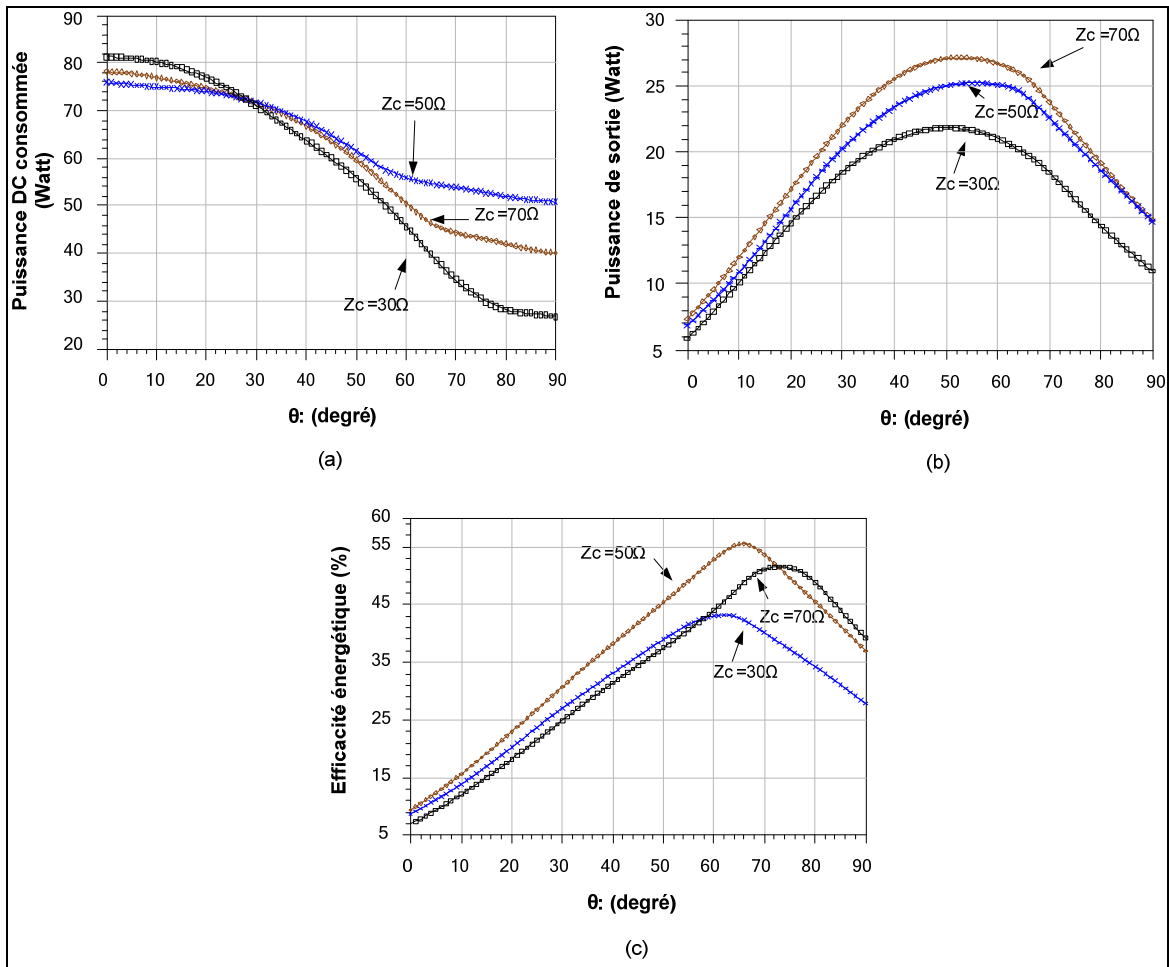 Puissance DC consommée
(Watt)
90
80
70
60
50
40
30
20
Zc =50Ω
Zc =70Ω
Zc =30Ω
0 10 20 30 40 50 60 70 80 90
θ: (degré)
(a)
Puissance de sortie (Watt)
30
25
20
15
10
5
Zc =70Ω
Zc =50Ω
Zc =30Ω
0 10 20 30 40 50 60 70 80 90
θ: (degré)
(b)
Efficacité énergétique (%)
60
55
45
35
25
15
5
Zc =50Ω
Zc =70Ω
Zc =30Ω
0 10 20 30 40 50 60 70 80 90
θ: (degré)
(c)